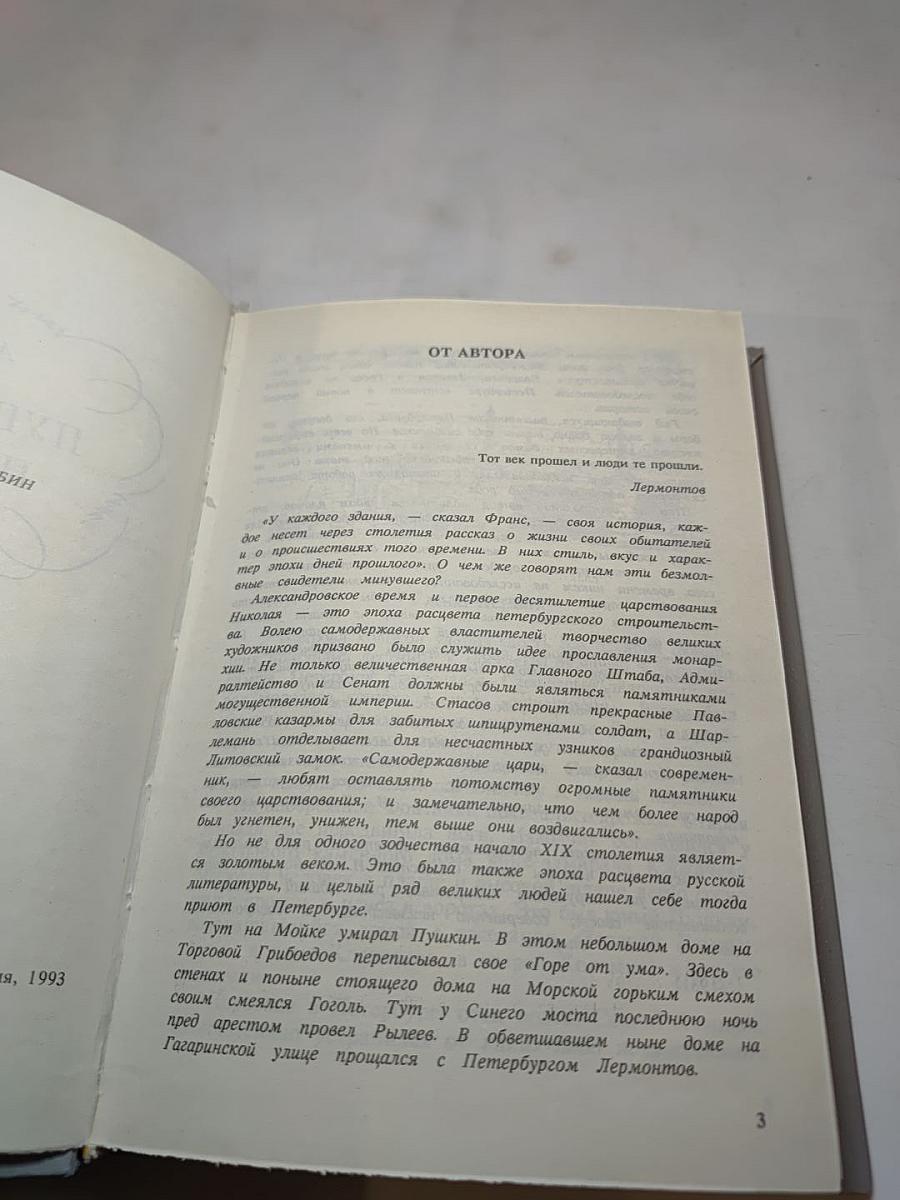 БИН
ия, 1993
ОТ АВТОРА
Тот век прошел и люди те прошли.
Лермонтов
«У каждого здания, — сказал Франс, — своя история, каж-
дое несет через столетия рассказ о жизни своих обитателей
и о происшествиях того времени. В них стиль, вкус и харак-
тер эпохи дней прошлого». О чем же говорят нам эти безмол-
вные свидетели минувшего?
Александровское время и первое десятилетие царствования
Николая — это эпоха расцвета петербургского строительст-
ва. Волею самодержавных властителей творчество великих
художников призвано было служить идее прославления монар-
хии. Не только величественная арка Главного Штаба, Адми-
ралтейство и Сенат должны были являться памятниками
могущественной империи. Стасов строит прекрасные Пав-
ловские казармы для забитых шпицрутенами солдат, а Шар-
лемань отделывает для несчастных узников грандиозный
Литовский замок. «Самодержавные цари, — сказал современ-
ник, — любят оставлять потомству огромные памятники
своего царствования; и замечательно, что чем более народ
был угнетен, унижен, тем выше они воздвигались».
Но не для одного зодчества начало XIX столетия являет-
ся золотым веком. Это была также эпоха расцвета русской
литературы, и целый ряд великих людей нашел себе тогда
приют в Петербурге.
Тут на Мойке умирал Пушкин. В этом небольшом доме на
Торговой Грибоедов переписывал свое «Горе от ума». Здесь в
стенах и поныне стоящего дома на Морской горьким смехом
своим смеялся Гоголь. Тут у Синего моста последнюю ночь
пред арестом провел Рылеев. В обветшавшем ныне доме на
Гагаринской улице прощался с Петербургом Лермонтов.
3